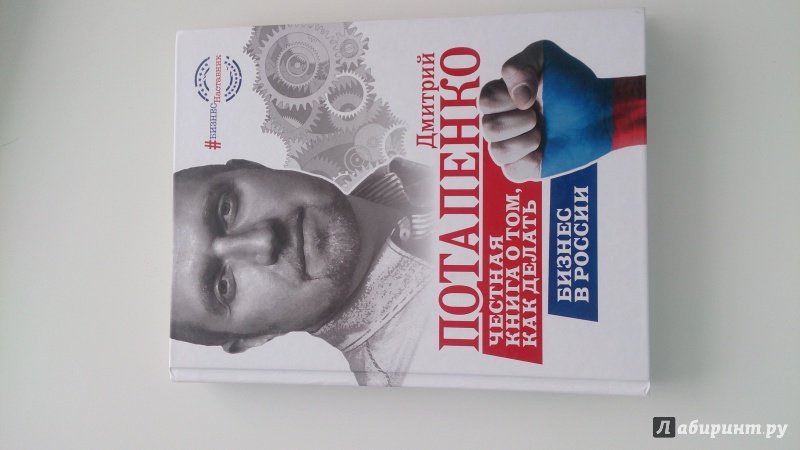 #БИЗНЕСНаставник
Дмитрий
ПОТАПЕНКО
ЧЕСТНАЯ
КНИГА О ТОМ,
КАК ДЕЛАТЬ
БИЗНЕС
В РОССИИ
Лабиринт.ру